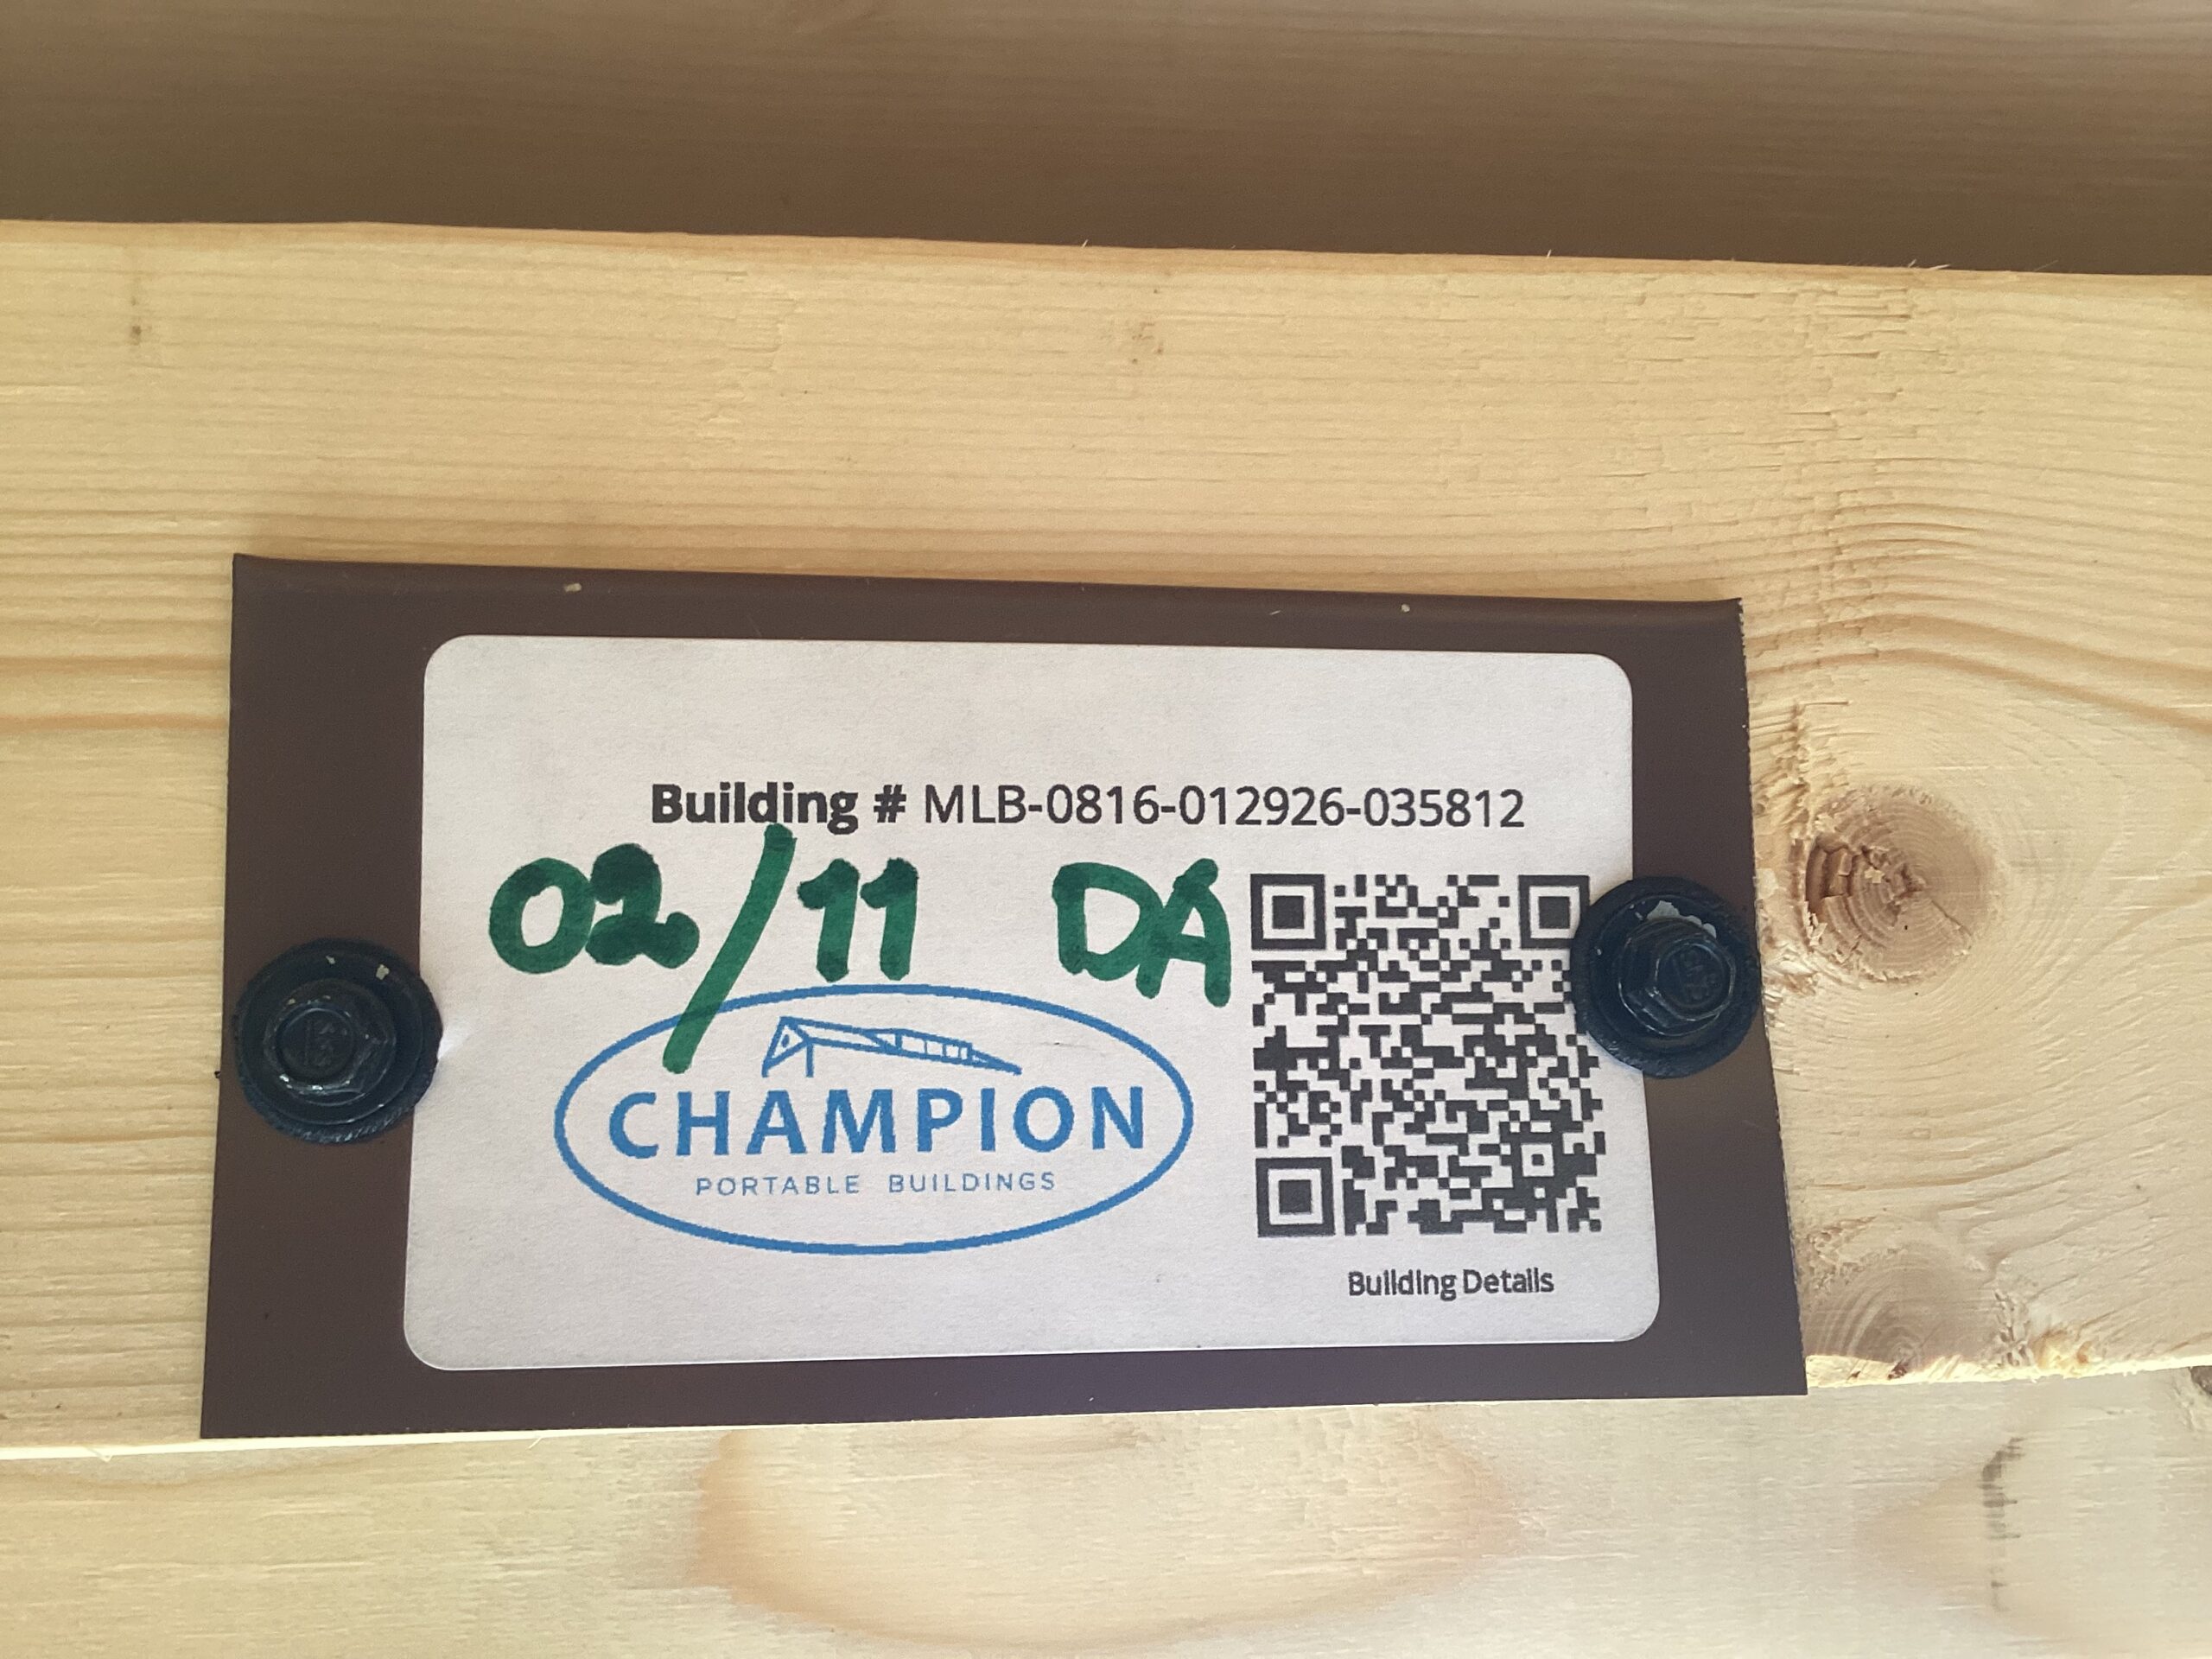 Building # MLB-0816-012926-035812
02/11 DA
CHAMPION
PORTABLE BUILDINGS
Building Details